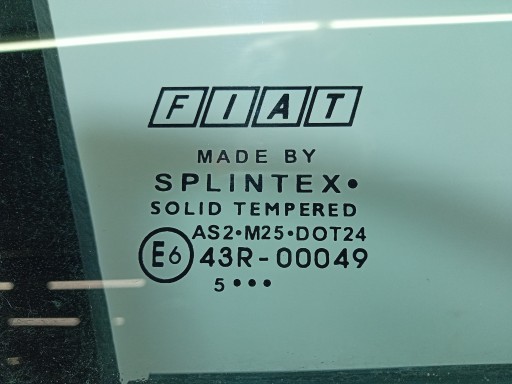 FIAT
MADE BY
SPLINTEX•
SOLID TEMPERED
AS2•M25•DOT24
E6 43R-00049
5 •••